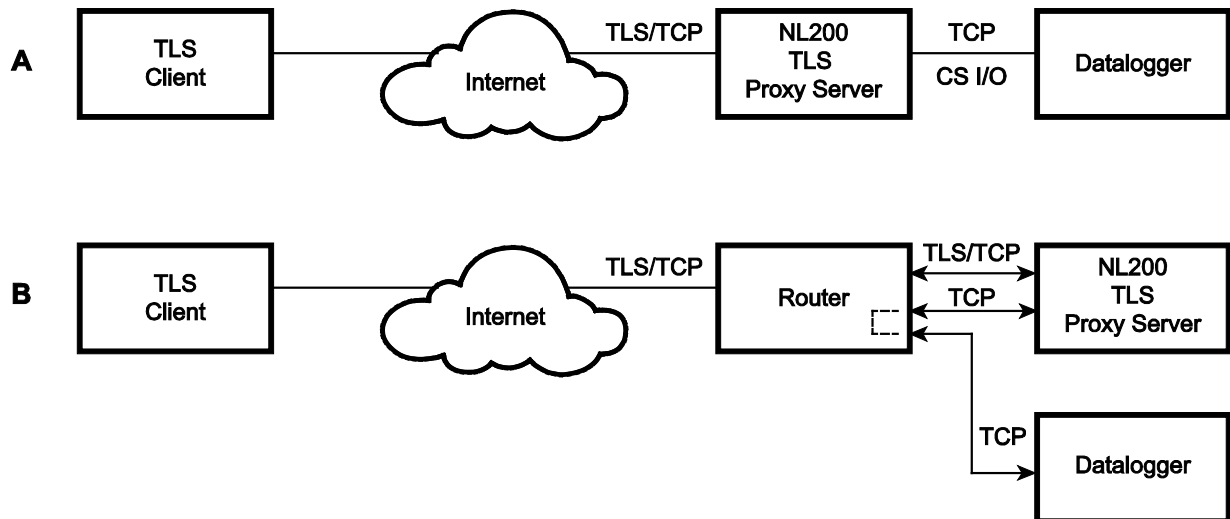 A
TLS
Client
Internet
TLS/TCP
NL200
TLS
Proxy Server
TCP
CS I/O
Datalogger
B
TLS
Client
Internet
TLS/TCP
Router
TLS/TCP
TCP
NL200
TLS
Proxy Server
TCP
Datalogger